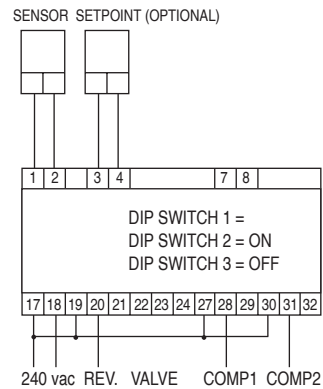 SENSOR SETPOINT (OPTIONAL)
1 2 3 4 7 8
DIP SWITCH 1 =
DIP SWITCH 2 = ON
DIP SWITCH 3 = OFF
17 18 19 20 21 22 23 24 27 28 29 30 31 32
240 vac REV. VALVE COMP1 COMP2